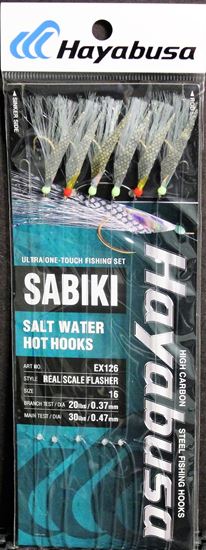 Hayabusa
SINKER SIDE
ROD SIDE
ULTRA/ONE-TOUCH FISHING SET
SABIKI
SALT WATER
HOT HOOKS
ART NO. EX126
STYLE REAL/SCALE FLASHER
SIZE 16
BRANCH TEST / DIA 20lbs/0.37mm
MAIN TEST / DIA 30lbs/0.47mm
Hayabusa
HIGH CARBON STEEL FISHING HOOKS